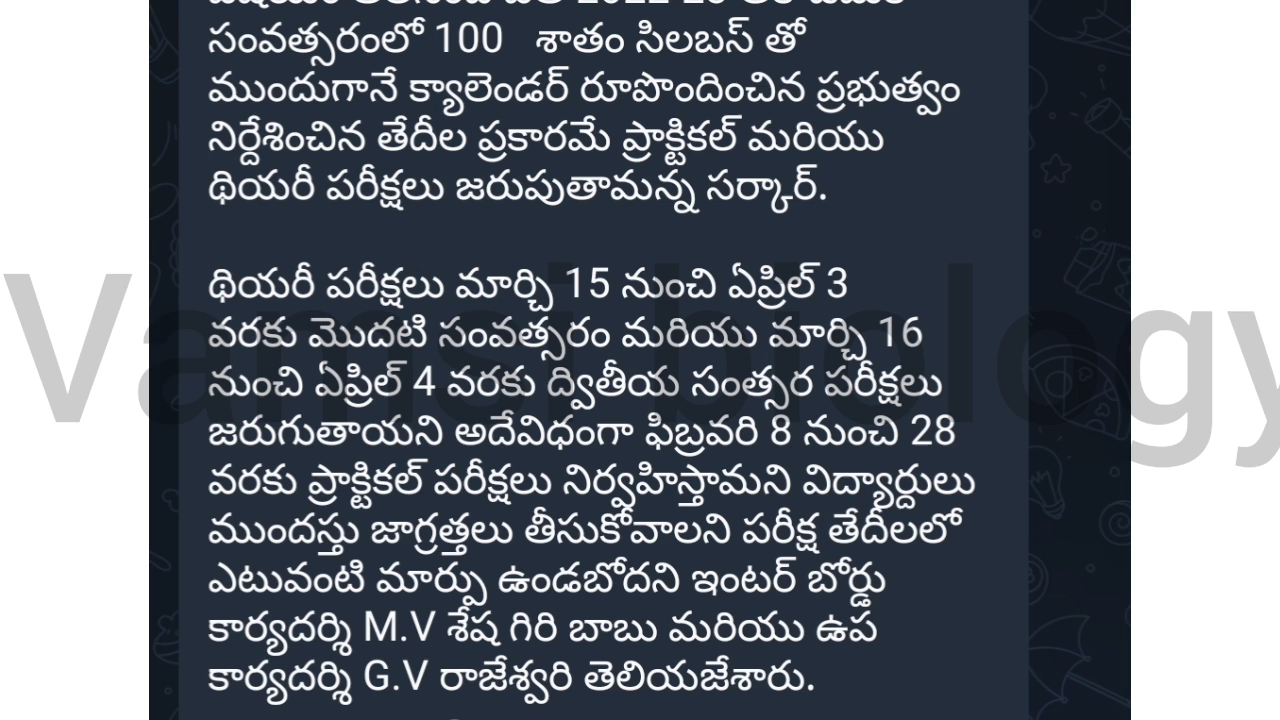 సంవత్సరంలో 100 శాతం సిలబస్ తో
ముందుగానే క్యాలెండర్ రూపొందించిన ప్రభుత్వం
నిర్దేశించిన తేదీల ప్రకారమే ప్రాక్టికల్ మరియు
థియరీ పరీక్షలు జరుపుతామన్న సర్కార్.
థియరీ పరీక్షలు మార్చి 15 నుంచి ఏప్రిల్ 3
వరకు మొదటి సంవత్సరం మరియు మార్చి 16
నుంచి ఏప్రిల్ 4 వరకు ద్వితీయ సంత్సర పరీక్షలు
జరుగుతాయని అదేవిధంగా ఫిబ్రవరి 8 నుంచి 28
వరకు ప్రాక్టికల్ పరీక్షలు నిర్వహిస్తామని విద్యార్దులు
ముందస్తు జాగ్రత్తలు తీసుకోవాలని పరీక్ష తేదీలలో
ఎటువంటి మార్పు ఉండబోదని ఇంటర్ బోర్డు
కార్యదర్శి M.V శేష గిరి బాబు మరియు ఉప
కార్యదర్శి G.V రాజేశ్వరి తెలియజేశారు.
Vamsi biology